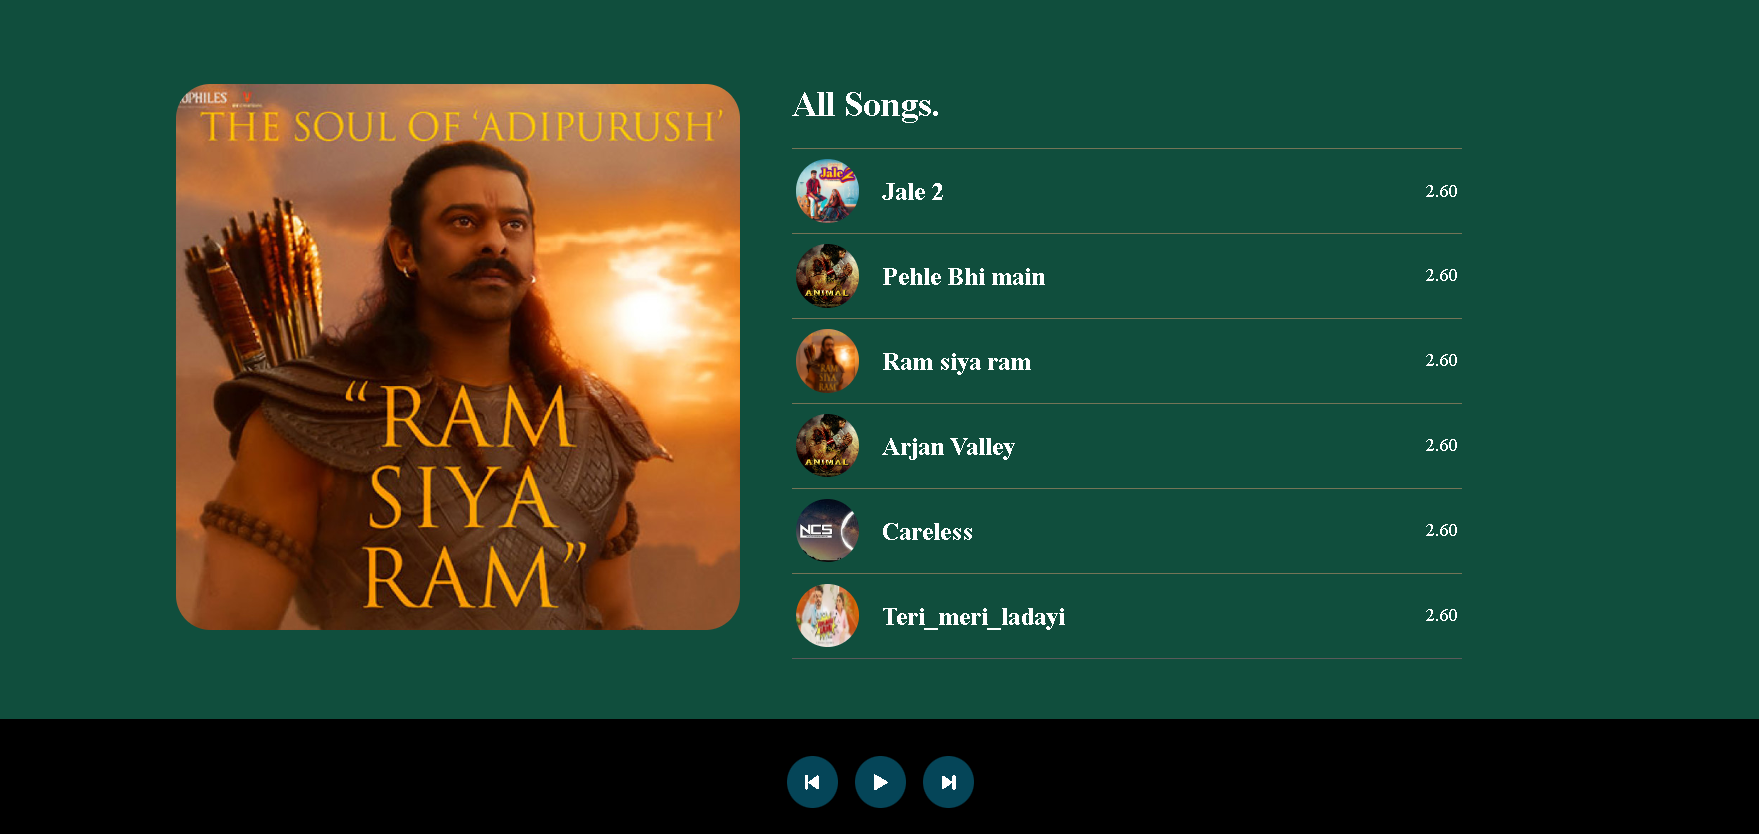 OPHILES
THE SOUL OF ‘ADIPURUSH’
“RAM
SIYA
RAM”
All Songs.
Jale 2
Jale 2
2.60
ANIMAL
Pehle Bhi main
2.60
“RAM
SIYA
RAM”
Ram siya ram
2.60
ANIMAL
Arjan Valley
2.60
NCS
Careless
2.60
Teri_meri_ladayi
2.60